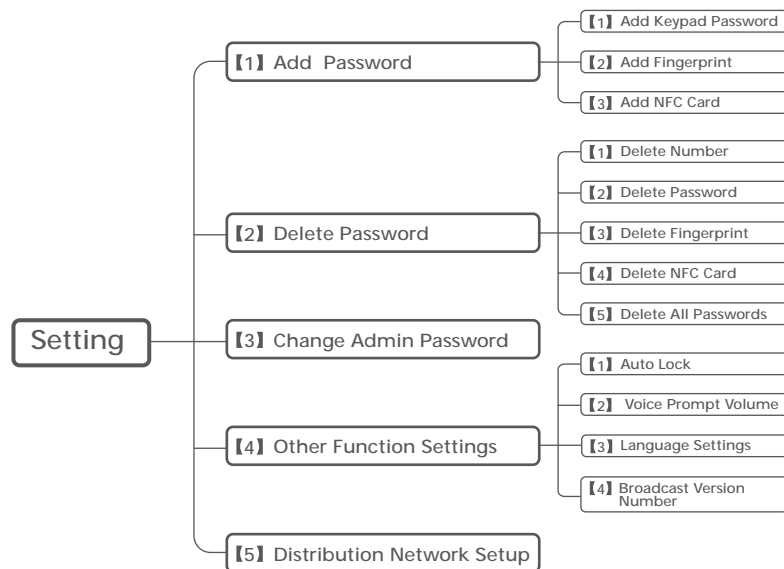 Setting
【1】 Add Password
【1】 Add Keypad Password
【2】 Add Fingerprint
【3】 Add NFC Card
【2】 Delete Password
【1】 Delete Number
【2】 Delete Password
【3】 Delete Fingerprint
【4】 Delete NFC Card
【5】 Delete All Passwords
【3】 Change Admin Password
【4】 Other Function Settings
【1】 Auto Lock
【2】 Voice Prompt Volume
【3】 Language Settings
【4】 Broadcast Version
Number
【5】 Distribution Network Setup